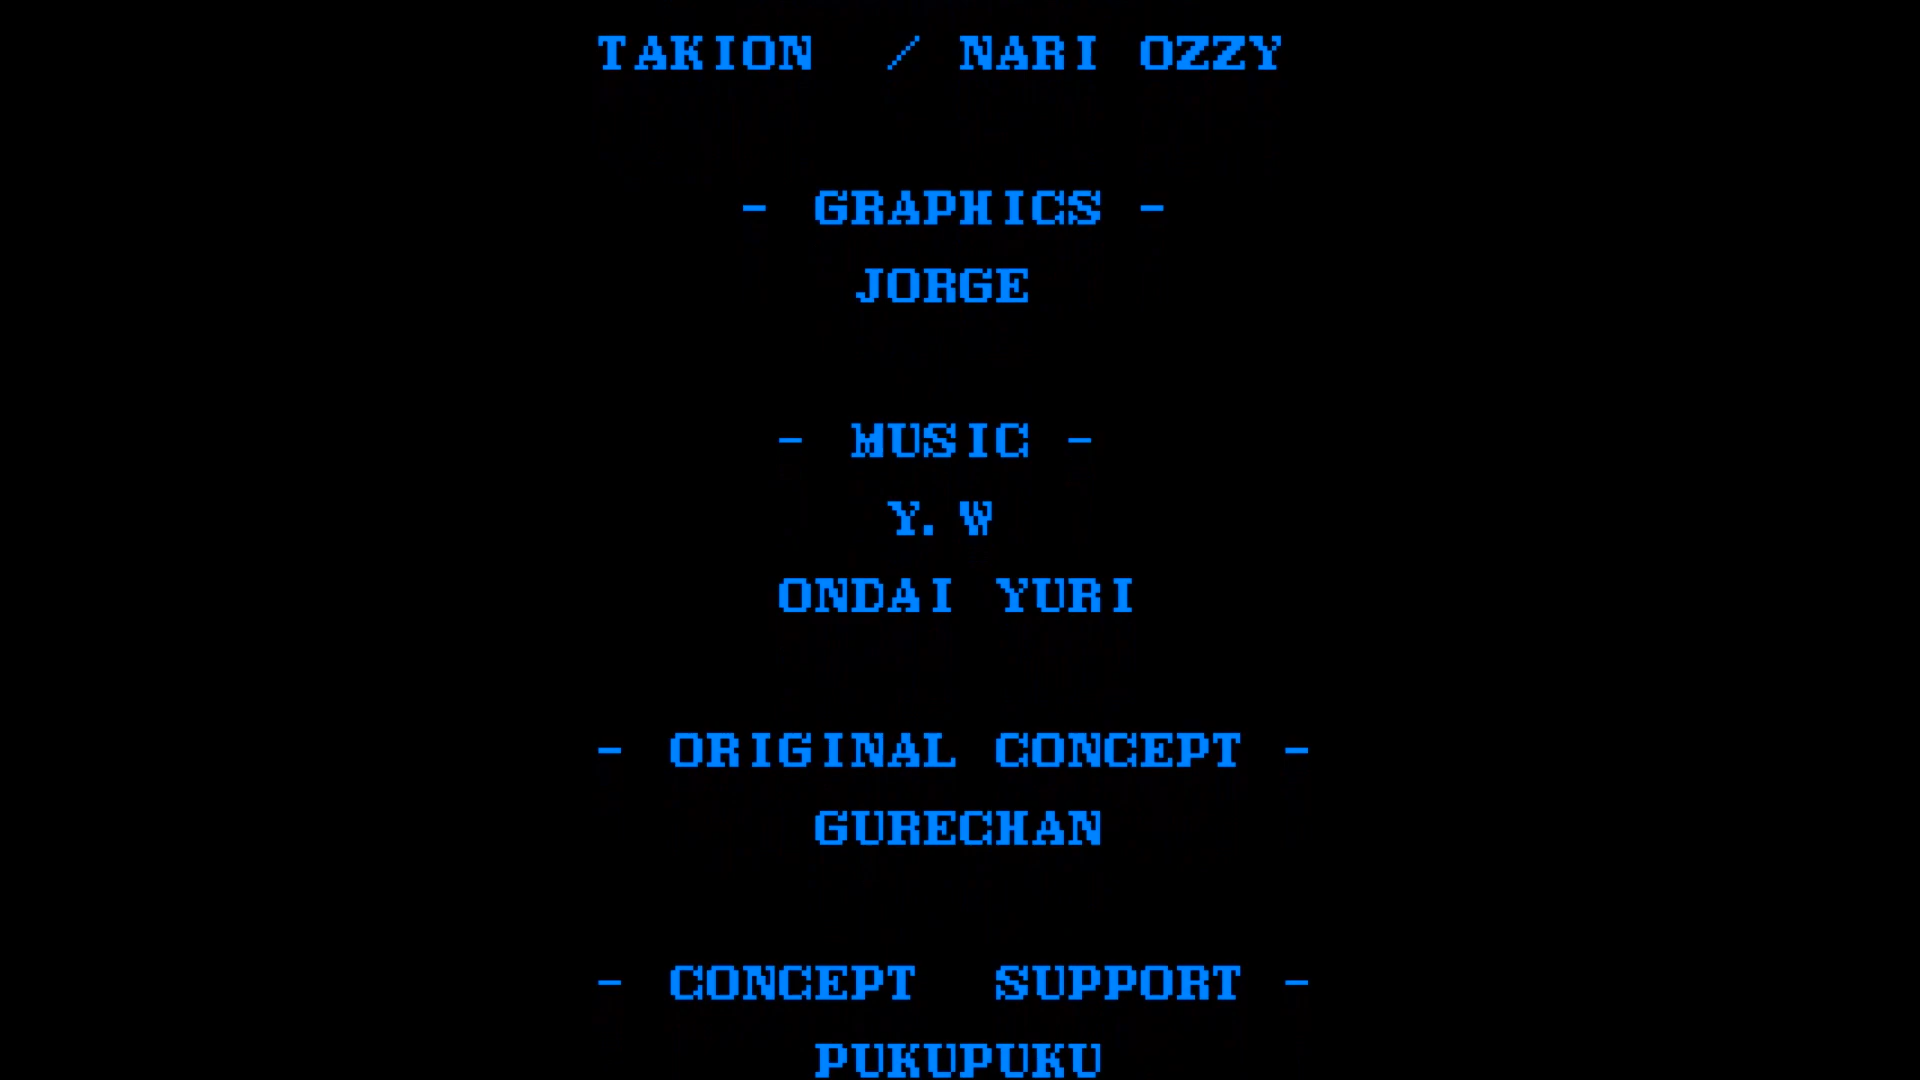 TAKION / NARI OZZY
- GRAPHICS -
JORGE
- MUSIC -
Y.W
ONDAI YURI
- ORIGINAL CONCEPT -
GURECHAN
- CONCEPT SUPPORT -
PUKUPUKU